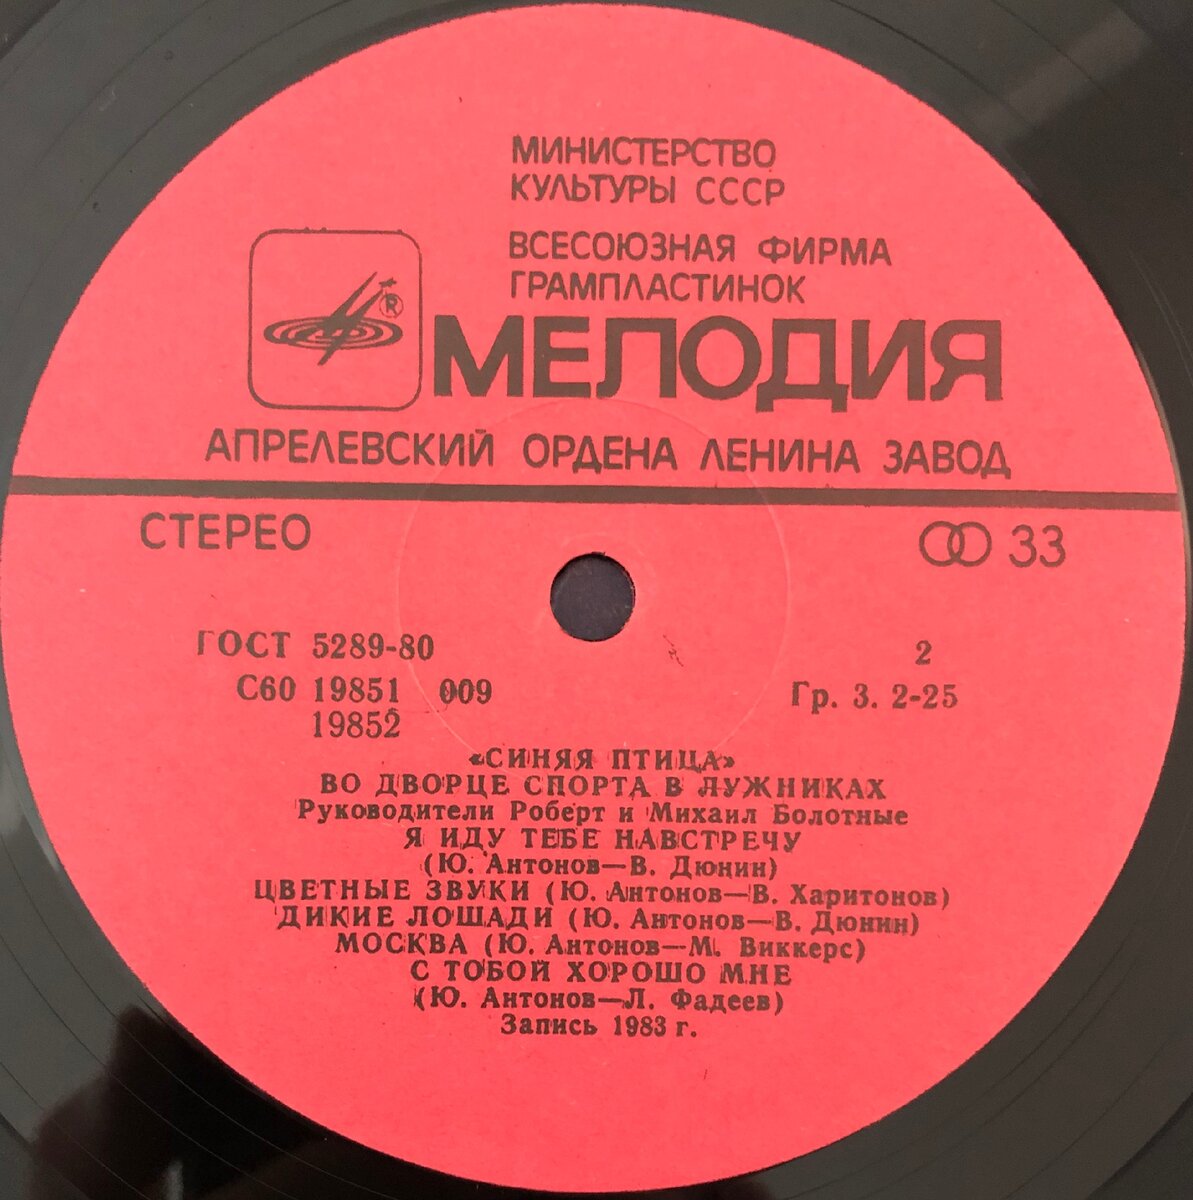 МИНИСТЕРСТВО
КУЛЬТУРЫ СССР
ВСЕСОЮЗНАЯ ФИРМА
ГРАМПЛАСТИНОК
®
МЕЛОДИЯ
АПРЕЛЕВСКИЙ ОРДЕНА ЛЕНИНА ЗАВОД
СТЕРЕО 33
ГОСТ 5289-80 2
С60 19851 009 Гр. 3. 2-25
19852
«СИНЯЯ ПТИЦА»
ВО ДВОРЦЕ СПОРТА В ЛУЖНИКАХ
Руководители Роберт и Михаил Болотные
Я ИДУ ТЕБЕ НАВСТРЕЧУ
(Ю. Антонов—В. Дюнин)
ЦВЕТНЫЕ ЗВУКИ (Ю. Антонов—В. Харитонов)
ДИКИЕ ЛОШАДИ (Ю. Антонов—В. Дюнин)
МОСКВА (Ю. Антонов—М. Виккерс)
С ТОБОЙ ХОРОШО МНЕ
(Ю. Антонов—Л. Фадеев)
Запись 1983 г.